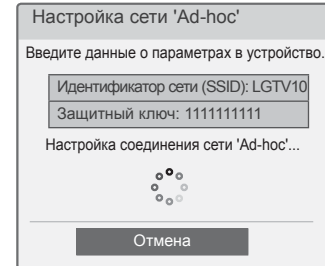 Настройка сети 'Ad-hoc'
Введите данные о параметрах в устройство.
Идентификатор сети (SSID): LGTV10
Защитный ключ: 1111111111
Настройка соединения сети 'Ad-hoc'...
Отмена